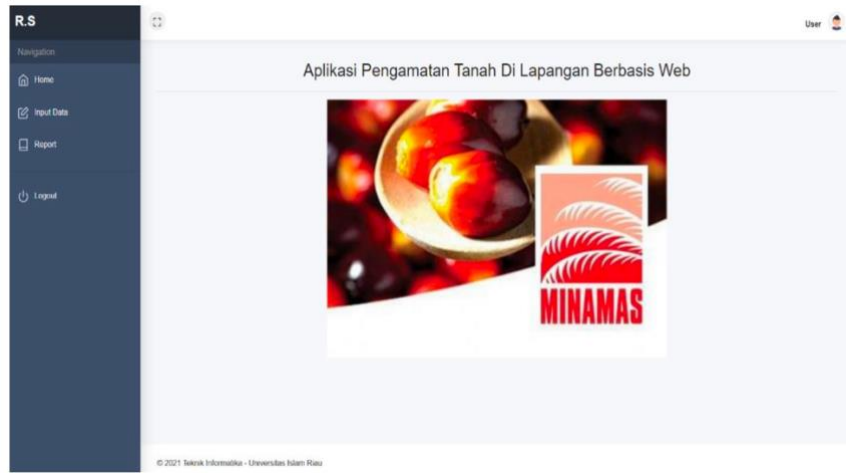 R.S
User
Navigation
Home
Input Data
Report
Logout
Aplikasi Pengamatan Tanah Di Lapangan Berbasis Web
MINAMAS
© 2021 Teknik Informatika - Universitas Islam Riau